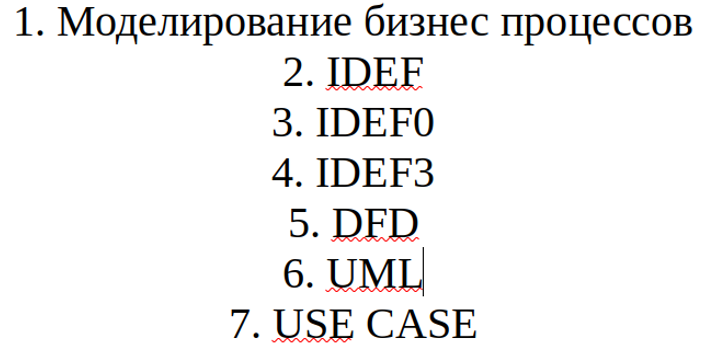 1. Моделирование бизнес процессов
2. IDEF
3. IDEF0
4. IDEF3
5. DFD
6. UML
7. USE CASE